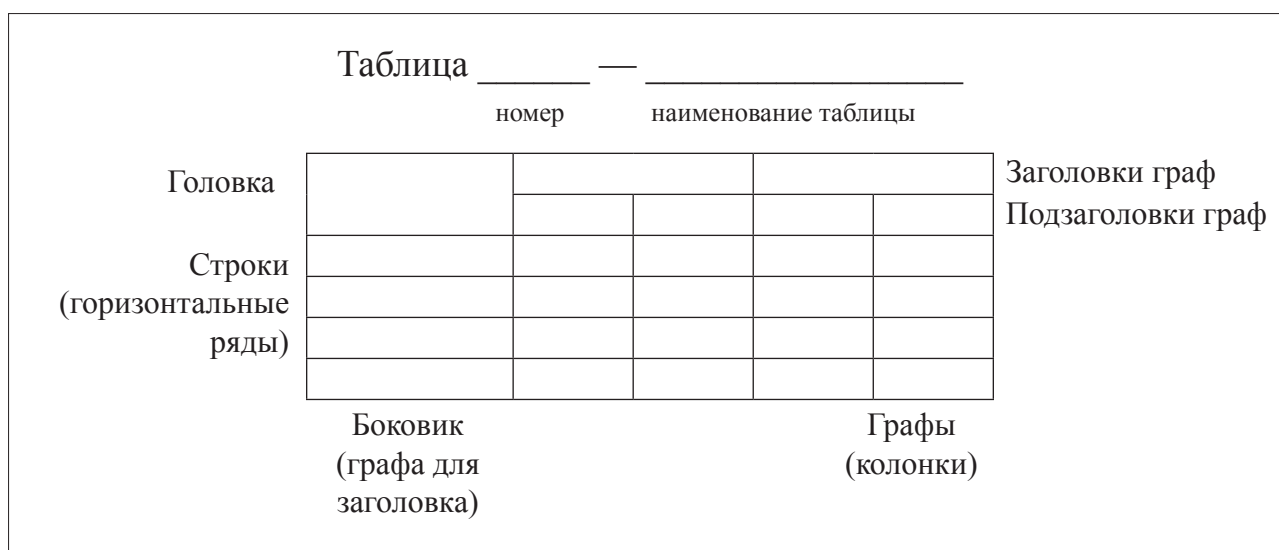 Таблица ______ — _________________
номер наименование таблицы
Головка
Заголовки граф
Подзаголовки граф
Строки
(горизонтальные
ряды)
Боковик
(графа для
заголовка)
Графы
(колонки)